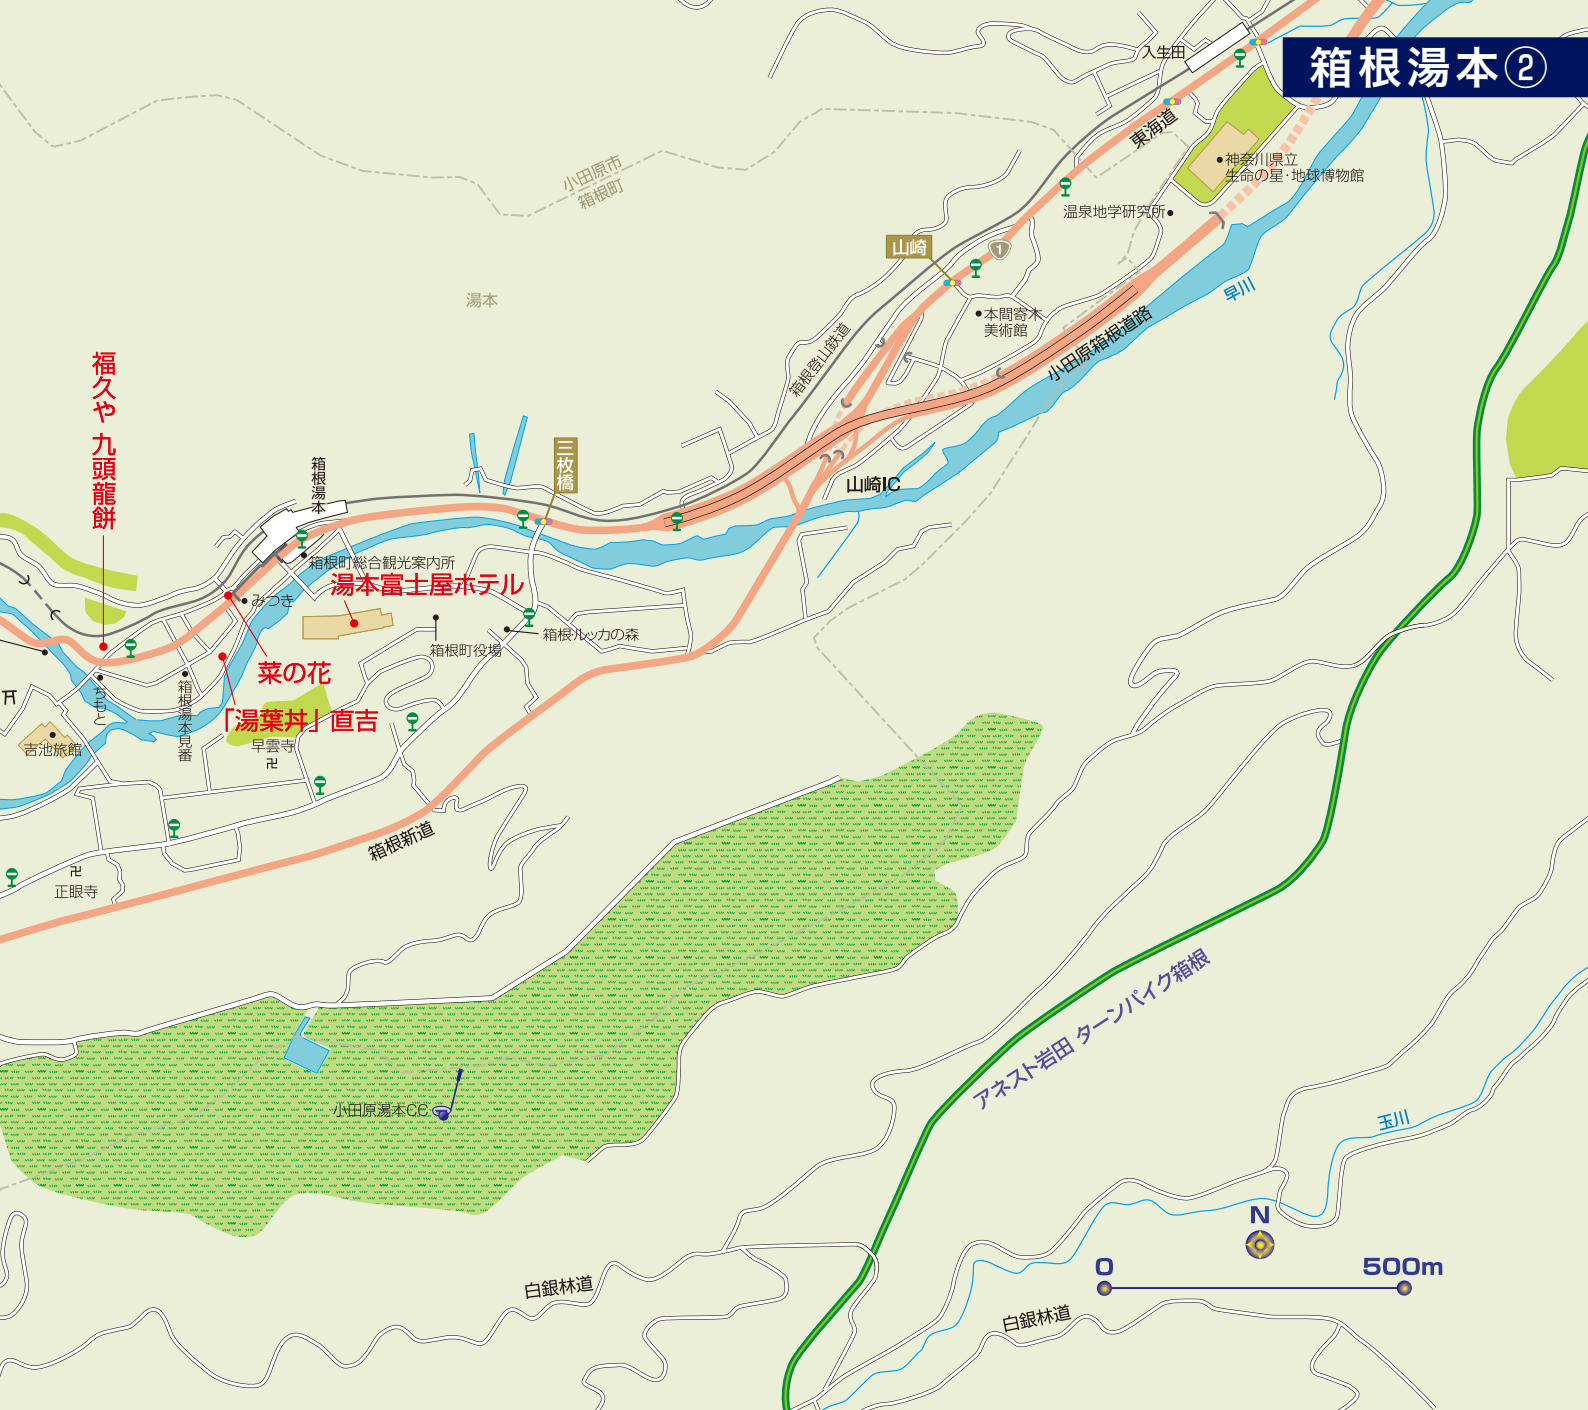 箱根湯本②
入生田
東海道
神奈川県立
生命の星・地球博物館
温泉地学研究所
小田原市
箱根町
山崎
1
早川
湯本
本間寄木
美術館
小田原箱根道路
箱根登山鉄道
福久や 九頭龍餅
三枚橋
箱根湯本
山崎IC
箱根町総合観光案内所
湯本富士屋ホテル
みつき
箱根ルッカの森
箱根町役場
菜の花
ちもと
箱根湯本見番
「湯葉丼」直吉
早雲寺
吉池旅館
箱根新道
正眼寺
アネスト岩田 ターンパイク箱根
小田原湯本CC
玉川
N
0
500m
白銀林道
白銀林道